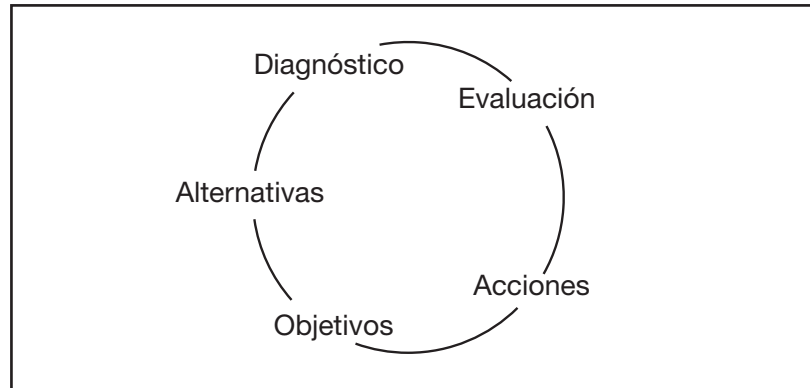 Diagnóstico
Evaluación
Alternativas
Acciones
Objetivos